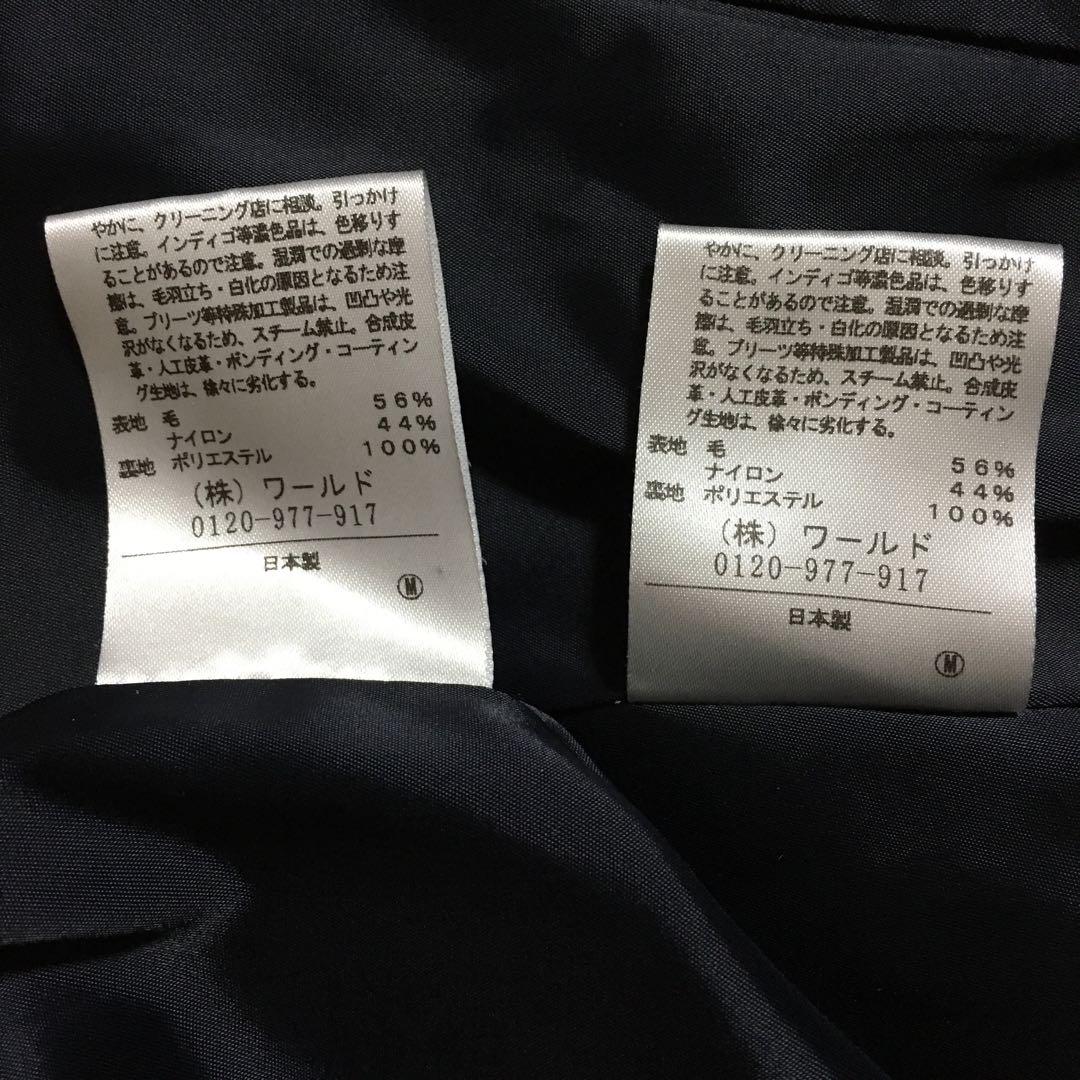 やかに、クリーニング店に相談。引っかけ
に注意。インディゴ等濃色品は、色移りす
ることがあるので注意。湿潤での過剰な摩
擦は、毛羽立ち・白化の原因となるため注
意。プリーツ等特殊加工製品は、凹凸や光
沢がなくなるため、スチーム禁止。合成皮
革・人工皮革・ボンディング・コーティン
グ生地は、徐々に劣化する。
表地 毛 56%
ナイロン 44%
裏地 ポリエステル 100%
(株)ワールド
0120-977-917
日本製
M
やかに、クリーニング店に相談。引っかけ
に注意。インディゴ等濃色品は、色移りす
ることがあるので注意。湿潤での過剰な摩
擦は、毛羽立ち・白化の原因となるため注
意。プリーツ等特殊加工製品は、凹凸や光
沢がなくなるため、スチーム禁止。合成皮
革・人工皮革・ボンディング・コーティン
グ生地は、徐々に劣化する。
表地 毛 56%
ナイロン 44%
裏地 ポリエステル 100%
(株)ワールド
0120-977-917
日本製
M